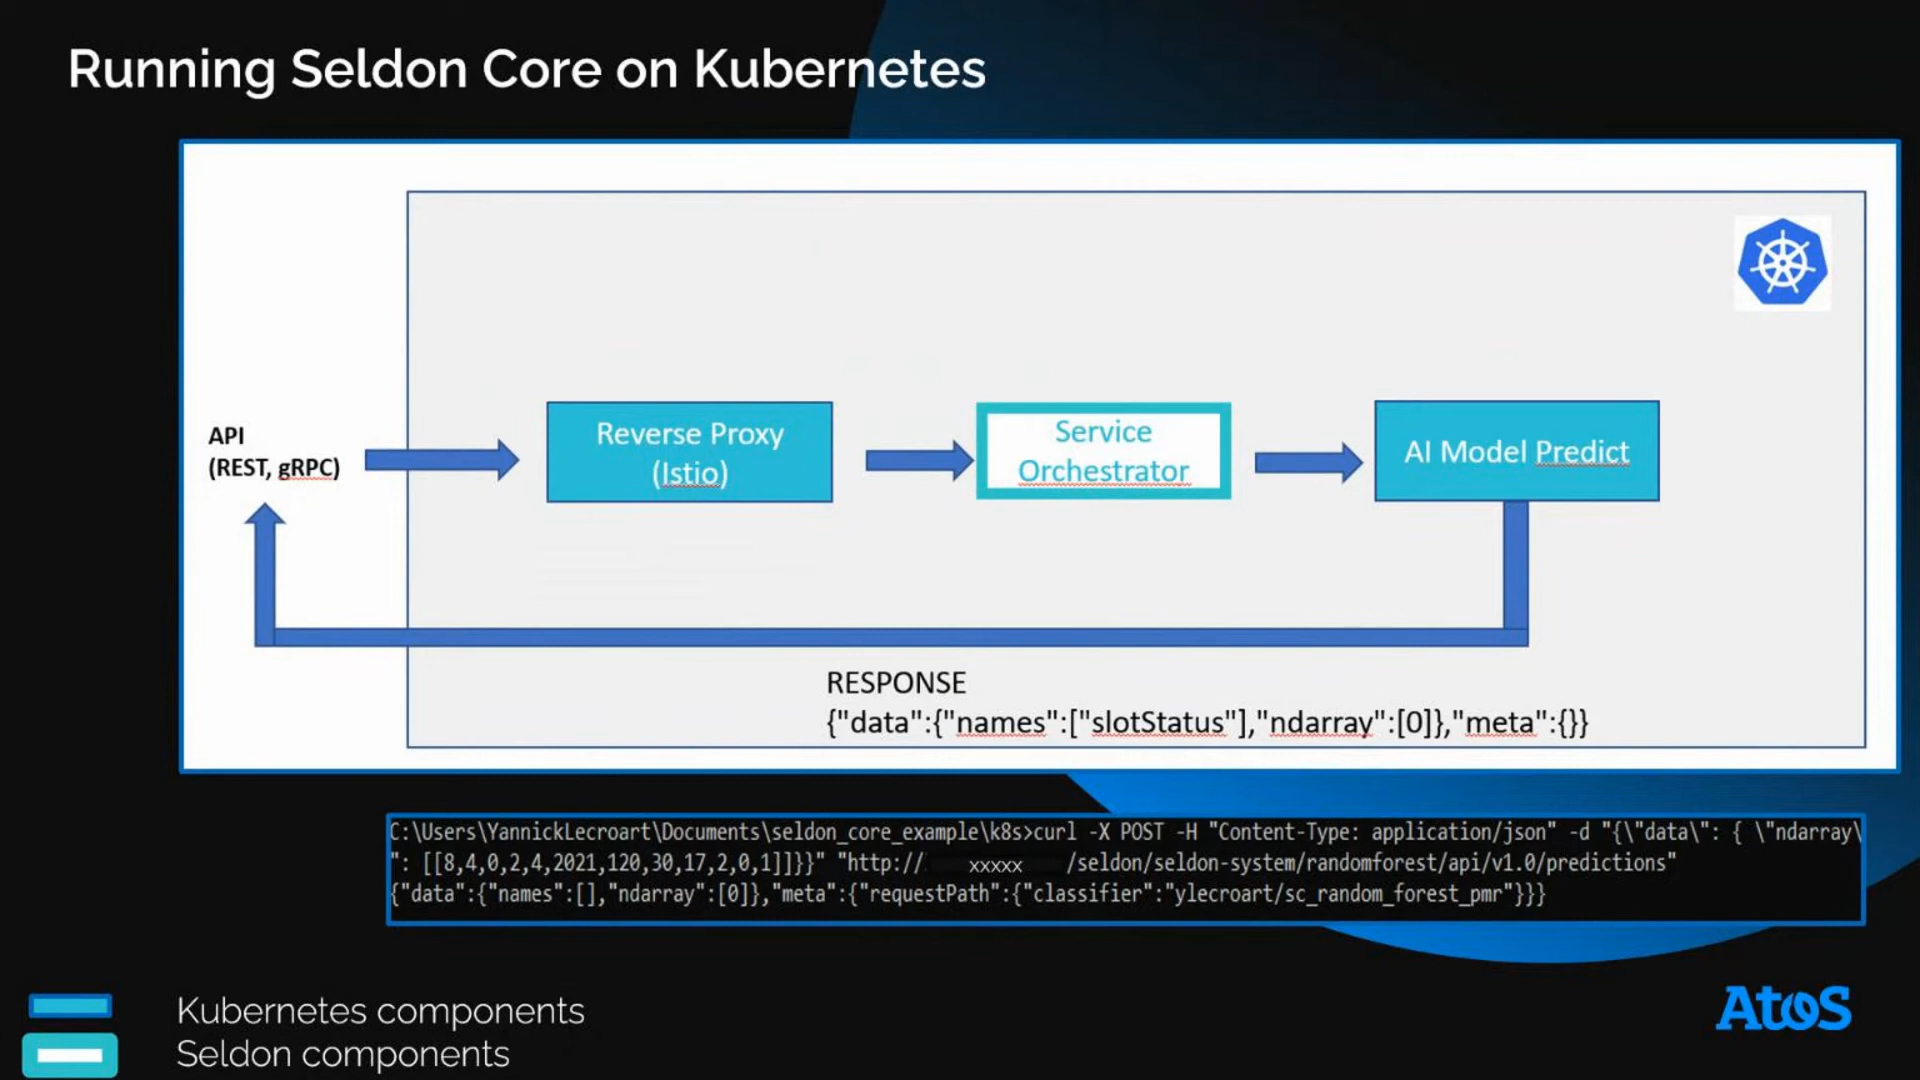 Running Seldon Core on Kubernetes
API
(REST, gRPC)
Reverse Proxy
(Istio)
Service
Orchestrator
AI Model Predict
RESPONSE
{"data":{"names":["slotStatus"],"ndarray":[0]},"meta":{}}
C:\Users\YannickLecroart\Documents\seldon_core_example\k8s>curl -X POST -H "Content-Type: application/json" -d "{\"data\": { \"ndarray\
": [[8,4,0,2,4,2021,120,30,17,2,0,1]]}}" "http:// xxxxx /seldon/seldon-system/randomforest/api/v1.0/predictions"
{"data":{"names":[],"ndarray":[0]},"meta":{"requestPath":{"classifier":"ylecroart/sc_random_forest_pmr"}}}
Kubernetes components
Seldon components
Atos